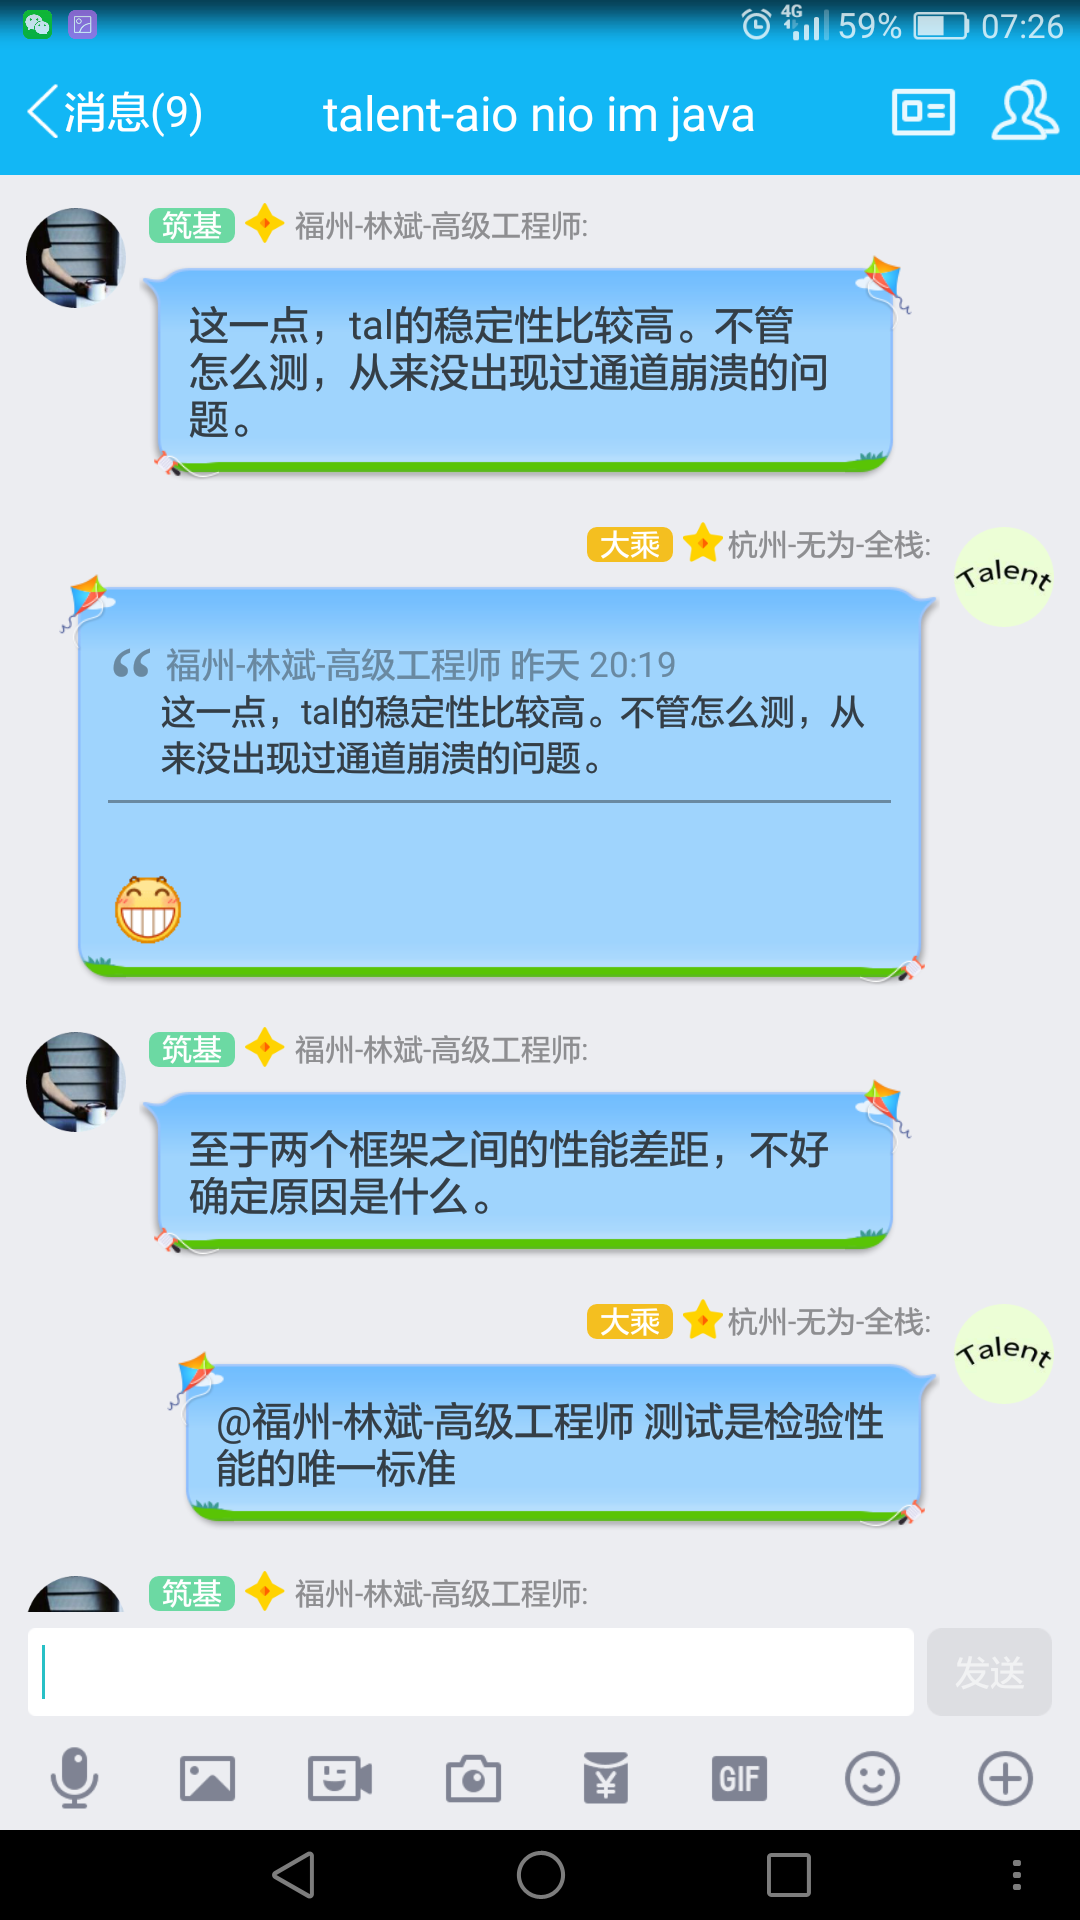 4G 59% 07:26
消息(9) talent-aio nio im java
筑基 福州-林斌-高级工程师:
这一点，tal的稳定性比较高。不管
怎么测，从来没出现过通道崩溃的问
题。
大乘 杭州-无为-全栈:
Talent
“ 福州-林斌-高级工程师 昨天 20:19
这一点，tal的稳定性比较高。不管怎么测，从
来没出现过通道崩溃的问题。
筑基 福州-林斌-高级工程师:
至于两个框架之间的性能差距，不好
确定原因是什么。
大乘 杭州-无为-全栈:
Talent
@福州-林斌-高级工程师 测试是检验性
能的唯一标准
筑基 福州-林斌-高级工程师:
发送
¥ GIF